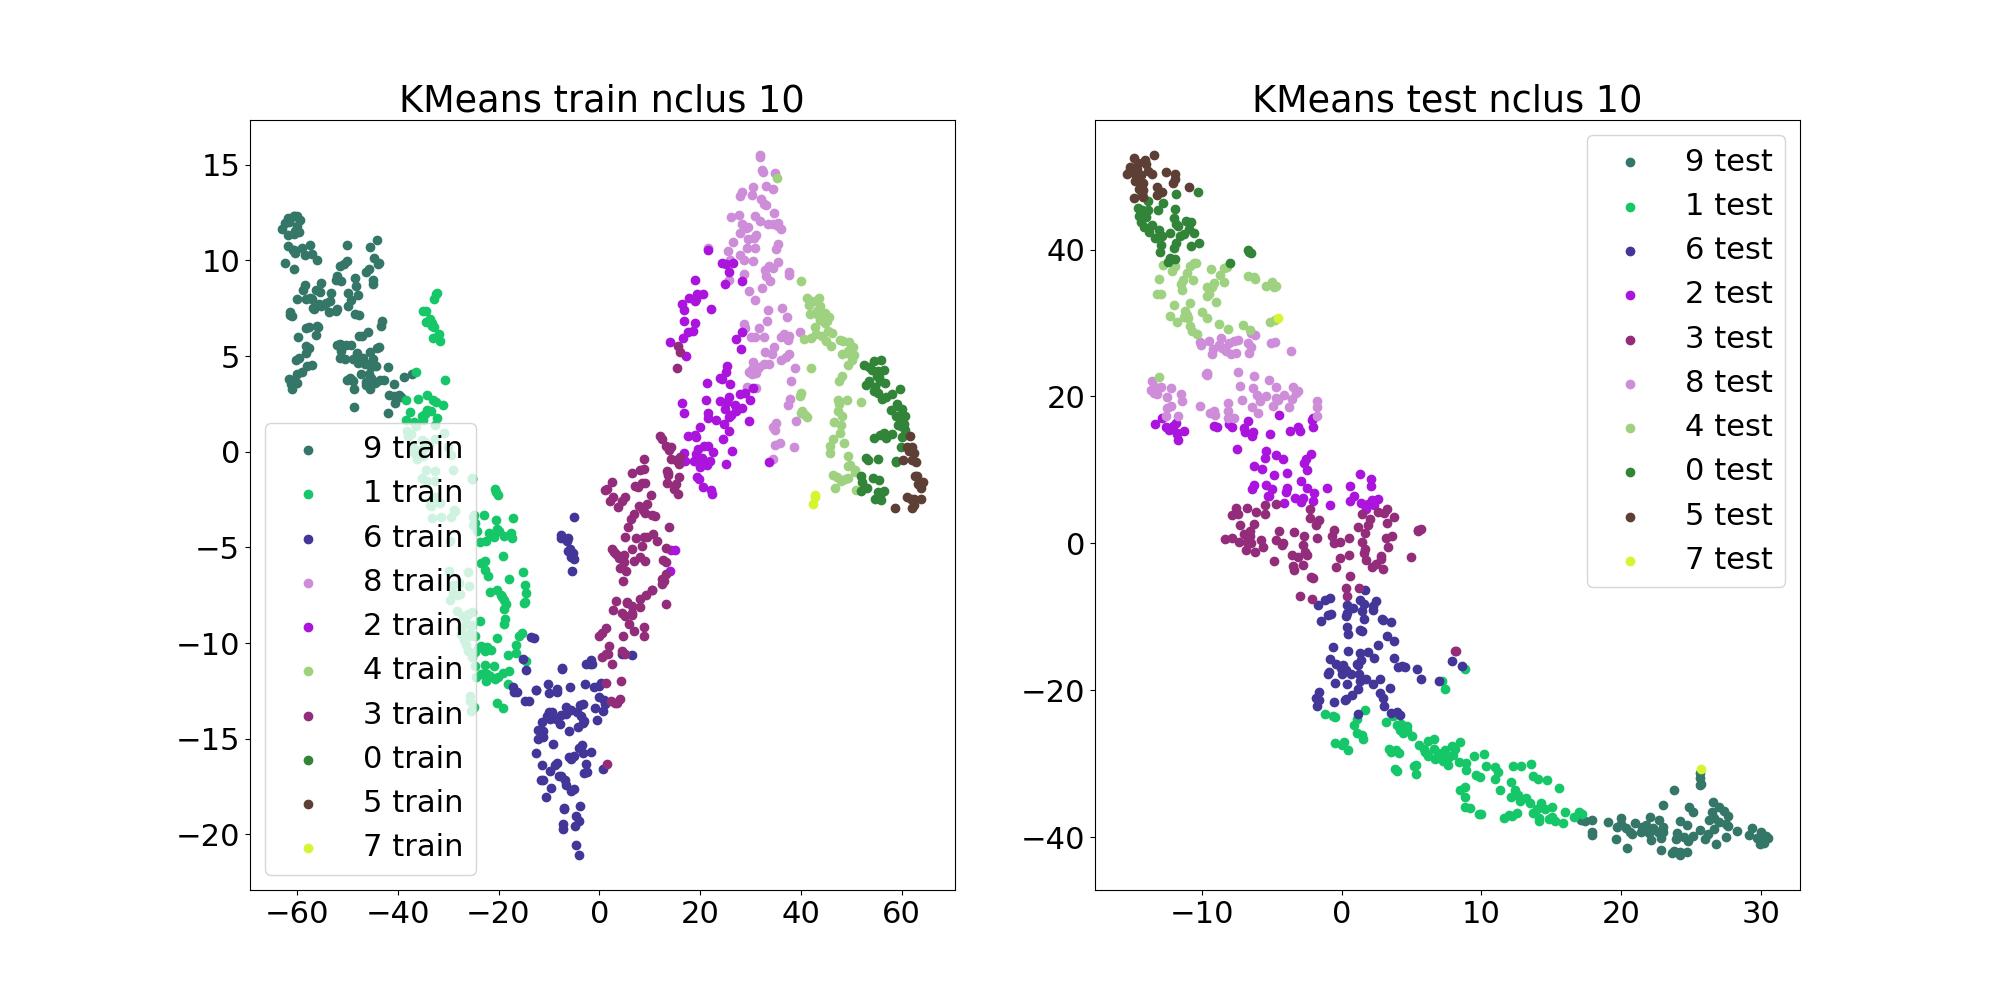 KMeans train nclus 10
15
10
5
0
−5
−10
−15
−20
−60
−40
−20
0
20
40
60
9 train
1 train
6 train
8 train
2 train
4 train
3 train
0 train
5 train
7 train
KMeans test nclus 10
40
20
0
−20
−40
−10
0
10
20
30
9 test
1 test
6 test
2 test
3 test
8 test
4 test
0 test
5 test
7 test